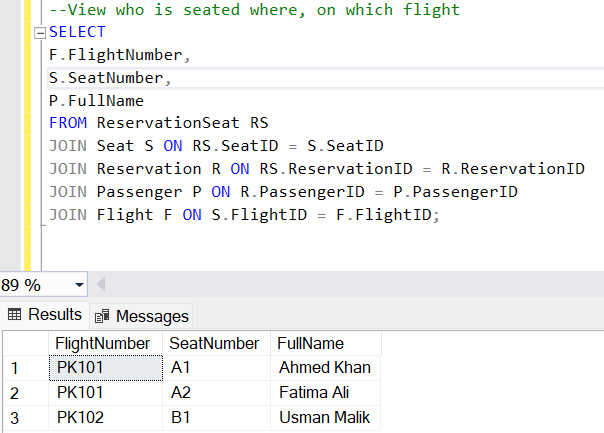 --View who is seated where, on which flight
SELECT
F.FlightNumber,
S.SeatNumber,
P.FullName
FROM ReservationSeat RS
JOIN Seat S ON RS.SeatID = S.SeatID
JOIN Reservation R ON RS.ReservationID = R.ReservationID
JOIN Passenger P ON R.PassengerID = P.PassengerID
JOIN Flight F ON S.FlightID = F.FlightID;
89 %
Results Messages
FlightNumber SeatNumber FullName
1 PK101 A1 Ahmed Khan
2 PK101 A2 Fatima Ali
3 PK102 B1 Usman Malik